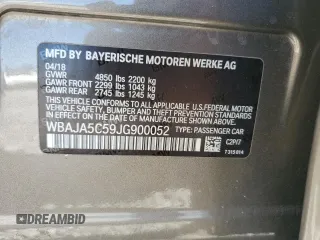 MFD BY BAYERISCHE MOTOREN WERKE AG
04/18
GVWR 4850 lbs 2200 kg
GAWR FRONT 2299 lbs 1043 kg
GAWR REAR 2745 lbs 1245 kg
THIS VEHICLE CONFORMS TO ALL APPLICABLE U.S. FEDERAL MOTOR
VEHICLE SAFETY, BUMPER, AND THEFT PREVENTION STANDARDS
IN EFFECT ON THE DATE OF MANUFACTURE SHOWN ABOVE.
WBAJA5C59JG900052 TYPE: PASSENGER CAR
C2P/7
DREAMBID